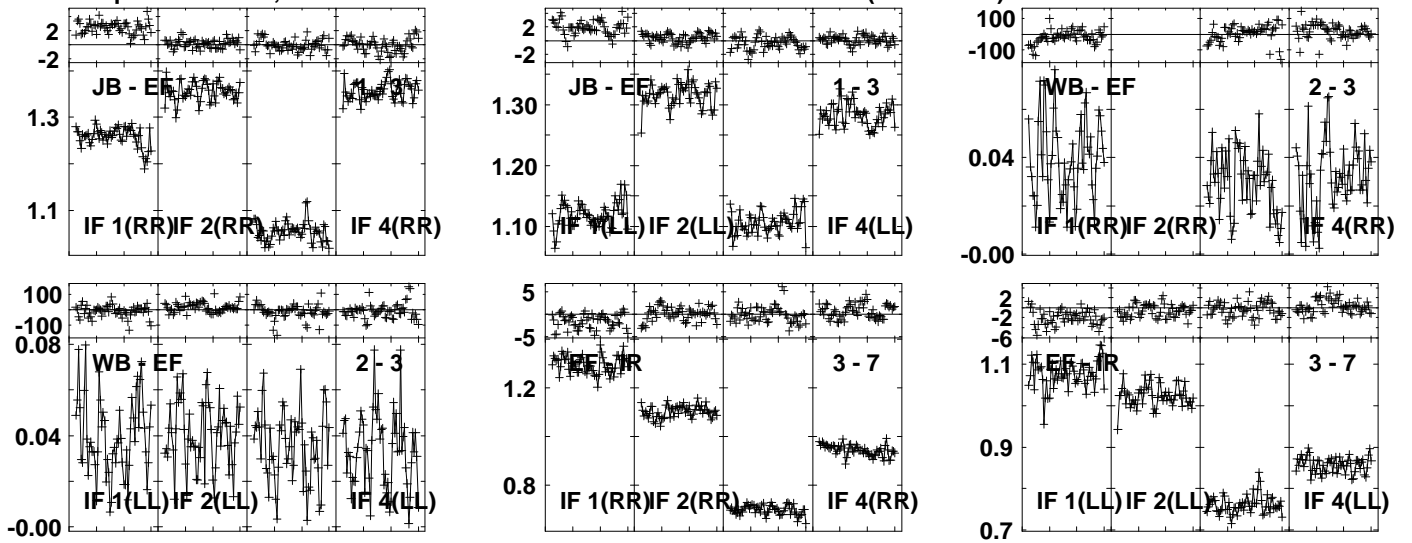 2
-2
JB - EF 1 - 3
1.3
1.1
IF 1(RR) IF 2(RR) IF 4(RR)
2
-2
JB - EF 1 - 3
1.30
1.20
1.10
IF 1(LL) IF 2(LL) IF 4(LL)
100
-100
WB - EF 2 - 3
0.04
-0.00
IF 1(RR) IF 2(RR) IF 4(RR)
100
-100
0.08
WB - EF 2 - 3
0.04
-0.00
IF 1(LL) IF 2(LL) IF 4(LL)
5
-5
EF - IR 3 - 7
1.2
0.8
IF 1(RR) IF 2(RR) IF 4(RR)
2
-2
-6
EF - IR 3 - 7
1.1
0.9
0.7
IF 1(LL) IF 2(LL) IF 4(LL)